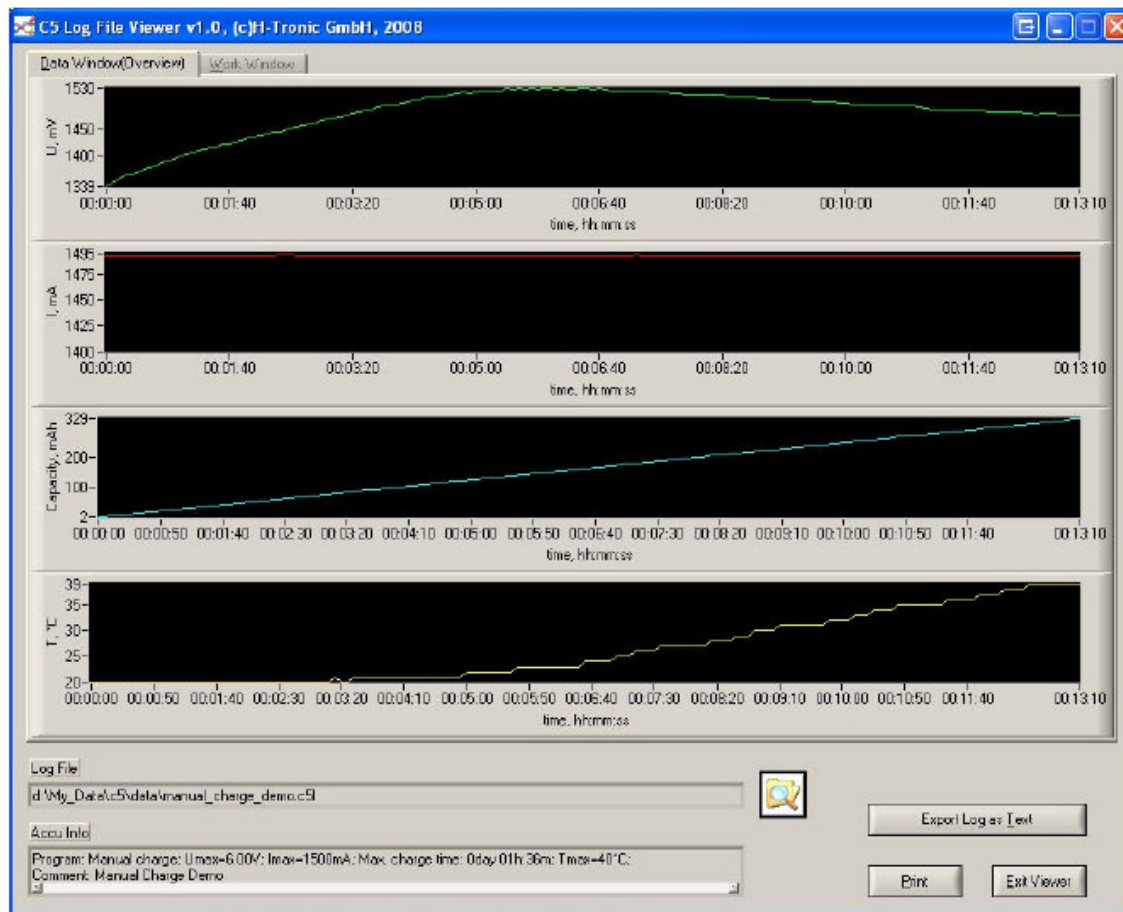 C5 Log File Viewer v1.0, (c)H-Tronic GmbH, 2008
Data Window(Overview) Work Window
1530
1450
1400
1339
U, mV
00:00:00 00:01:40 00:03:20 00:05:00 00:06:40 00:08:20 00:10:00 00:11:40 00:13:10
time, hh:mm:ss
1495
1475
1450
1425
1400
I, mA
00:00:00 00:01:40 00:03:20 00:05:00 00:06:40 00:08:20 00:10:00 00:11:40 00:13:10
time, hh:mm:ss
329
200
100
2
Capacity, mAh
00:00:00 00:00:50 00:01:40 00:02:30 00:03:20 00:04:10 00:05:00 00:05:50 00:06:40 00:07:30 00:08:20 00:09:10 00:10:00 00:10:50 00:11:40 00:13:10
time, hh:mm:ss
39
35
30
25
20
T, °C
00:00:00 00:00:50 00:01:40 00:02:30 00:03:20 00:04:10 00:05:00 00:05:50 00:06:40 00:07:30 00:08:20 00:09:10 00:10:00 00:10:50 00:11:40 00:13:10
time, hh:mm:ss
Log File
d:\My_Data\c5\data\manual_charge_demo.c5l
Export Log as Text
Accu Info
Program: Manual charge; Umax=6.00V; Imax=1500mA; Max. charge time: 0day 01h:36m; Tmax=40°C;
Comment: Manual Charge Demo
Print Exit Viewer